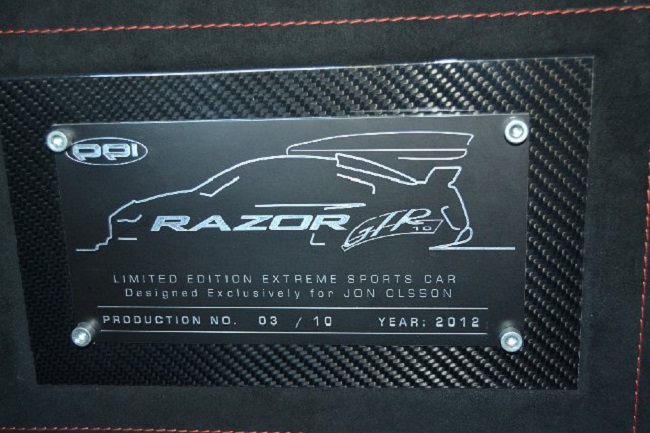 PPI
RAZOR GTR
10
LIMITED EDITION EXTREME SPORTS CAR
Designed Exclusively for JON OLSSON
PRODUCTION NO. 03 / 10 YEAR: 2012